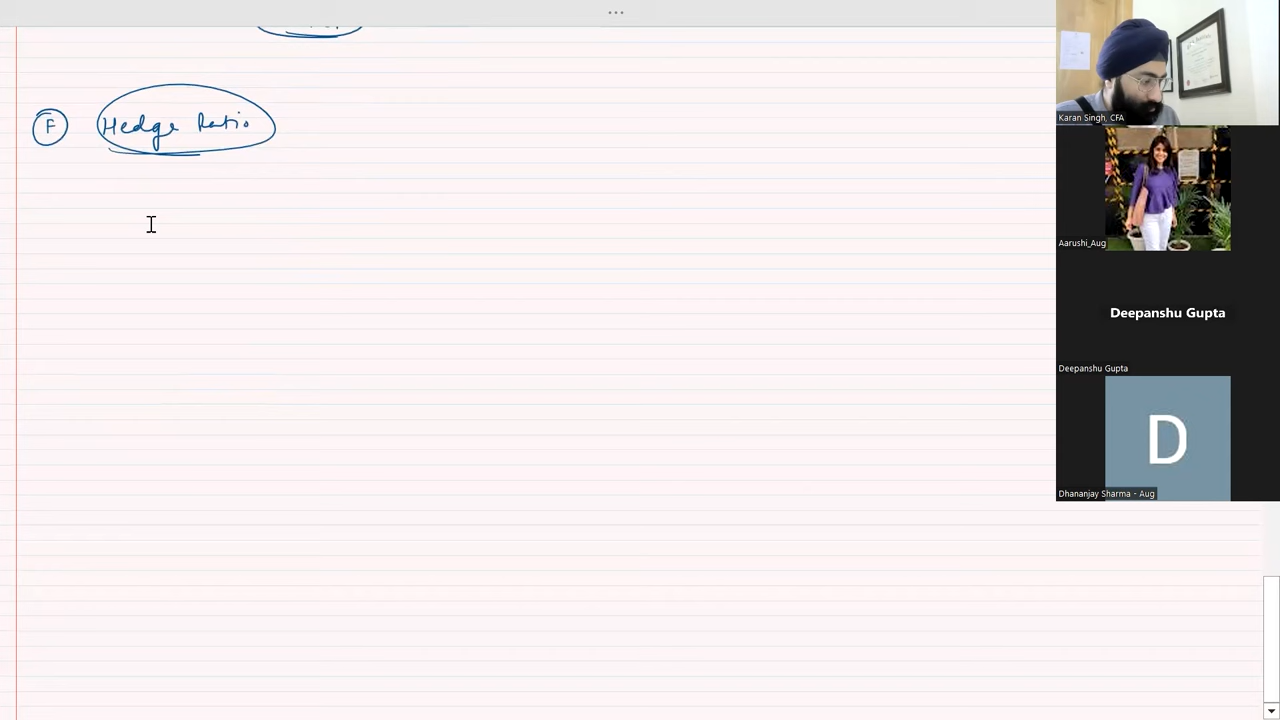 F Hedge Ratio
Karan Singh, CFA
Aarushi_Aug
Deepanshu Gupta
Deepanshu Gupta
D
Dhananjay Sharma - Aug